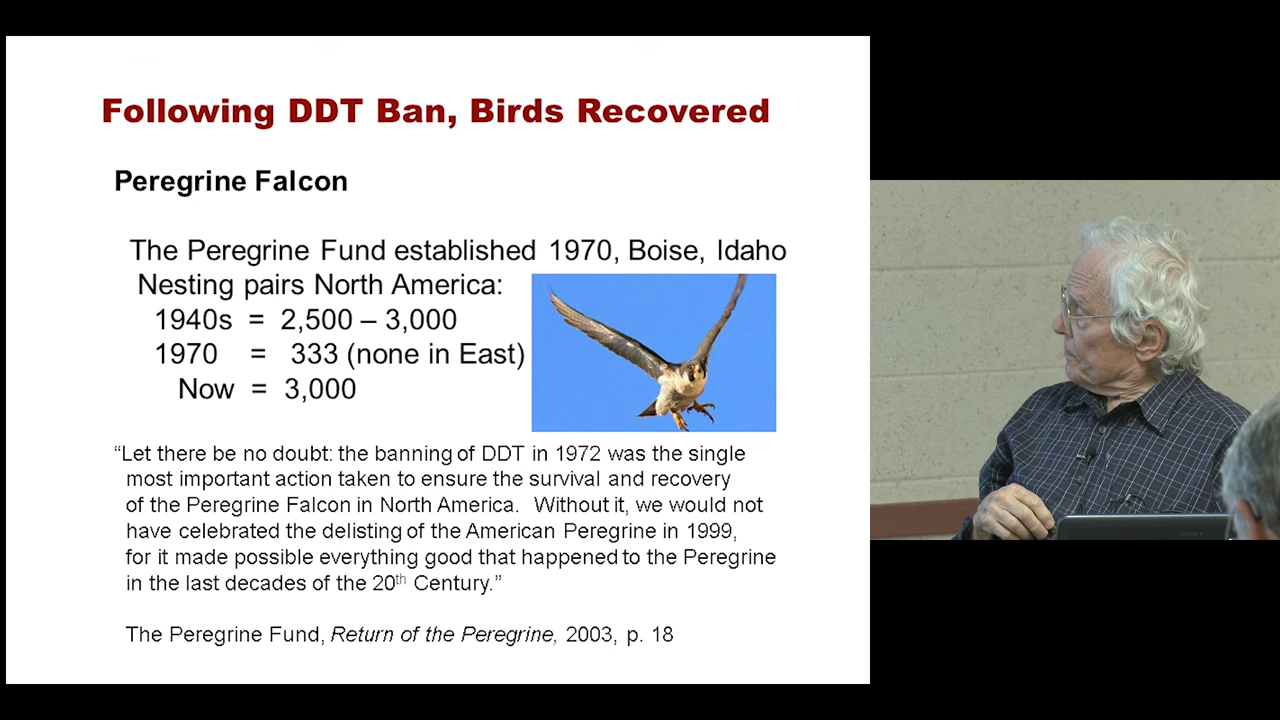 Following DDT Ban, Birds Recovered
Peregrine Falcon
The Peregrine Fund established 1970, Boise, Idaho
Nesting pairs North America:
1940s = 2,500 – 3,000
1970 = 333 (none in East)
Now = 3,000
“Let there be no doubt: the banning of DDT in 1972 was the single
most important action taken to ensure the survival and recovery
of the Peregrine Falcon in North America. Without it, we would not
have celebrated the delisting of the American Peregrine in 1999,
for it made possible everything good that happened to the Peregrine
in the last decades of the 20th Century.”
The Peregrine Fund, Return of the Peregrine, 2003, p. 18